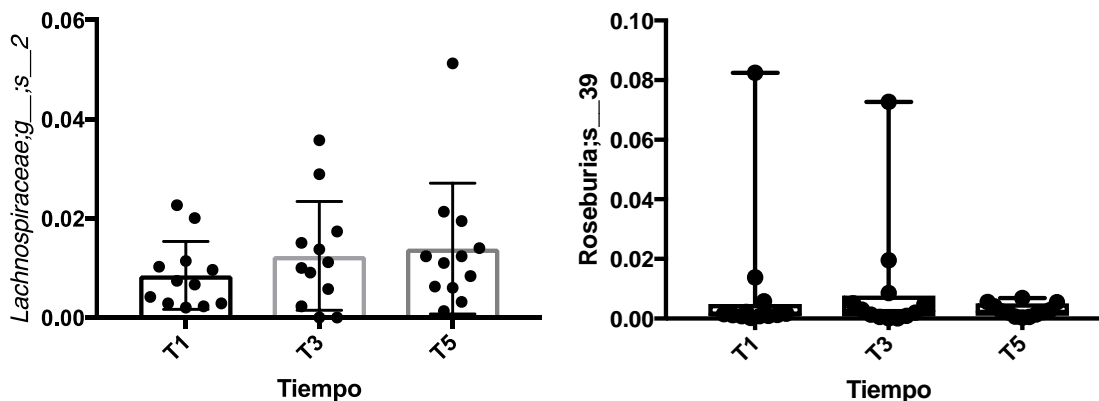 Lachnospiraceae;g__;s__2
0.06
0.04
0.02
0.00
T1
T3
T5
Tiempo
Roseburia;s__39
0.10
0.08
0.06
0.04
0.02
0.00
T1
T3
T5
Tiempo